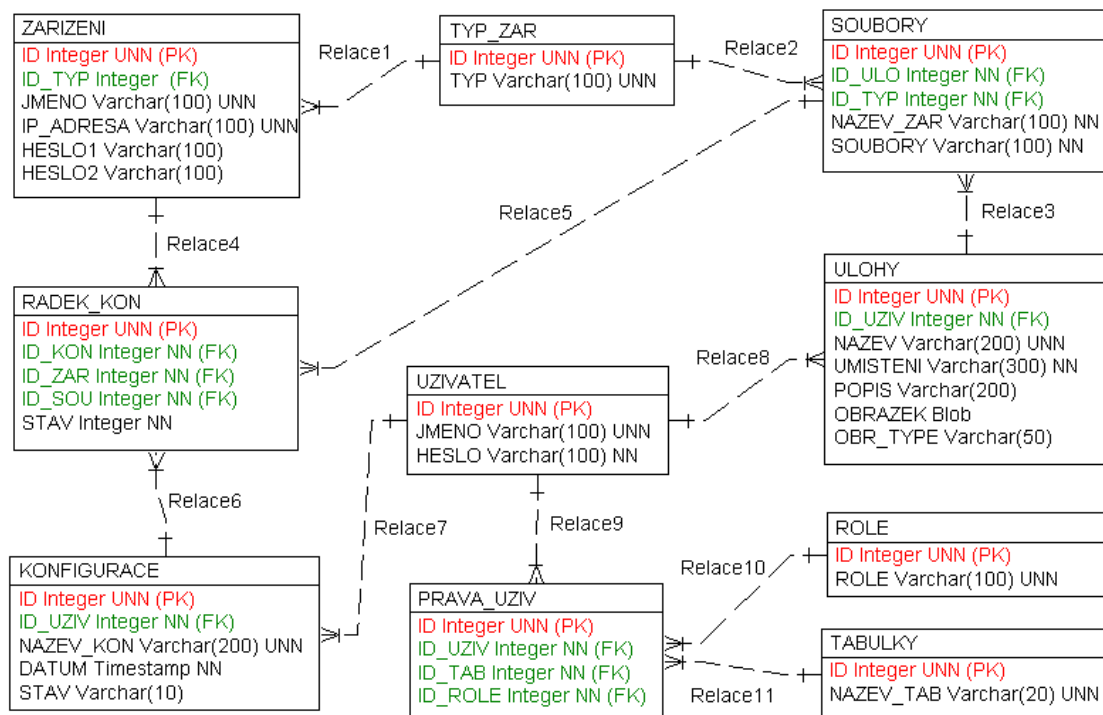 ZARIZENI
ID Integer UNN (PK)
ID_TYP Integer  (FK)
JMENO Varchar(100) UNN
IP_ADRESA Varchar(100) UNN
HESLO1 Varchar(100)
HESLO2 Varchar(100)
Relace1
TYP_ZAR
ID Integer UNN (PK)
TYP Varchar(100) UNN
Relace2
SOUBORY
ID Integer UNN (PK)
ID_ULO Integer NN (FK)
ID_TYP Integer NN (FK)
NAZEV_ZAR Varchar(100) NN
SOUBORY Varchar(100) NN
Relace5
Relace3
Relace4
RADEK_KON
ID Integer UNN (PK)
ID_KON Integer NN (FK)
ID_ZAR Integer NN (FK)
ID_SOU Integer NN (FK)
STAV Integer NN
ULOHY
ID Integer UNN (PK)
ID_UZIV Integer NN (FK)
NAZEV Varchar(200) UNN
UMISTENI Varchar(300) NN
POPIS Varchar(200)
OBRAZEK Blob
OBR_TYPE Varchar(50)
Relace8
UZIVATEL
ID Integer UNN (PK)
JMENO Varchar(100) UNN
HESLO Varchar(100) NN
Relace6
Relace7
Relace9
KONFIGURACE
ID Integer UNN (PK)
ID_UZIV Integer NN (FK)
NAZEV_KON Varchar(200) UNN
DATUM Timestamp NN
STAV Varchar(10)
PRAVA_UZIV
ID Integer UNN (PK)
ID_UZIV Integer NN (FK)
ID_TAB Integer NN (FK)
ID_ROLE Integer NN (FK)
Relace10
ROLE
ID Integer UNN (PK)
ROLE Varchar(100) UNN
Relace11
TABULKY
ID Integer UNN (PK)
NAZEV_TAB Varchar(20) UNN